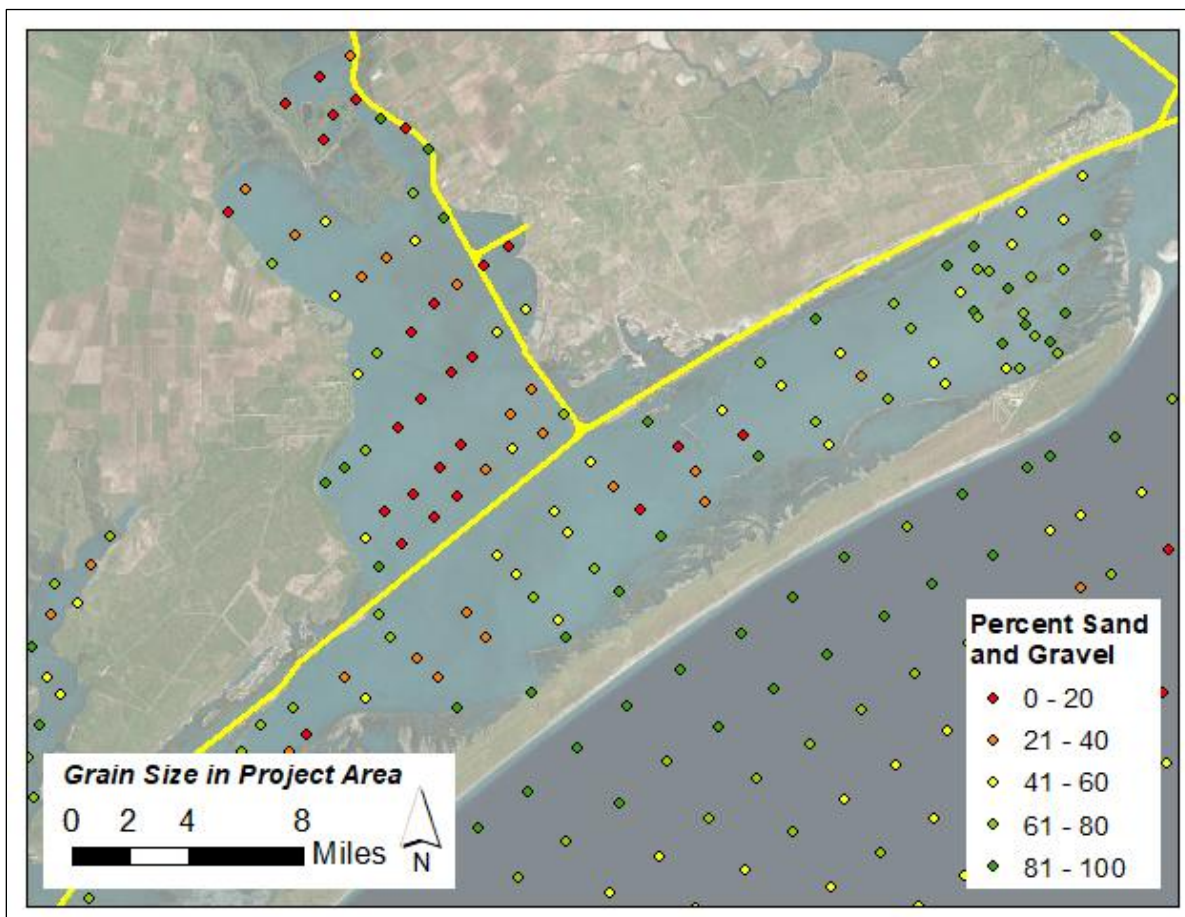 Percent Sand
and Gravel
0 - 20
21 - 40
41 - 60
61 - 80
81 - 100
Grain Size in Project Area
0 2 4 8
Miles
N